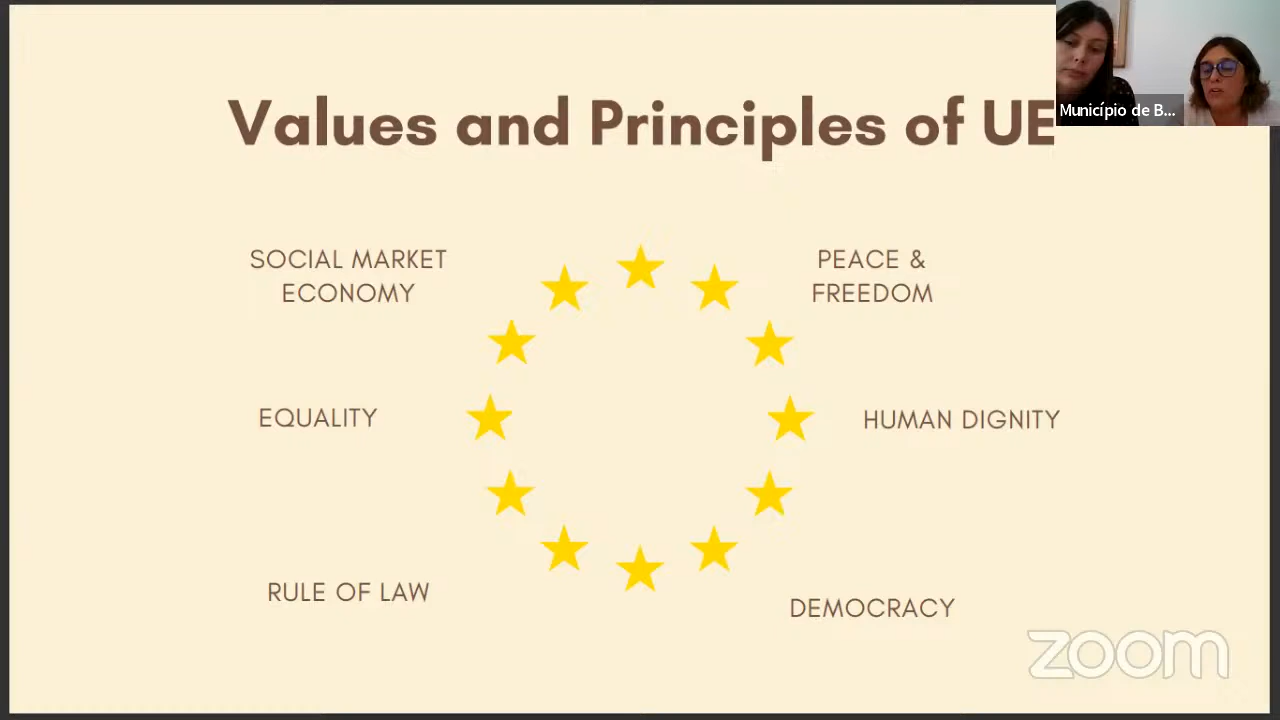 Values and Principles of UE
Município de B...
SOCIAL MARKET
ECONOMY
PEACE &
FREEDOM
EQUALITY
HUMAN DIGNITY
RULE OF LAW
DEMOCRACY
zoom